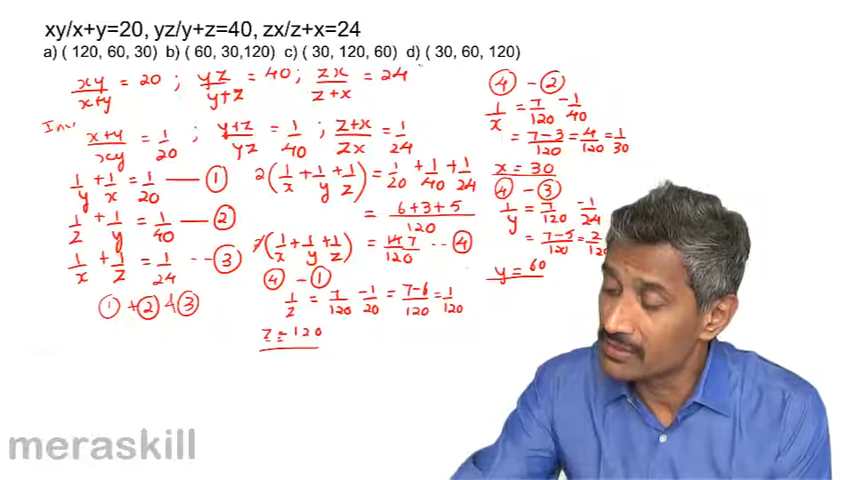 xy/x+y=20, yz/y+z=40, zx/z+x=24
a) ( 120, 60, 30) b) ( 60, 30,120) c) ( 30, 120, 60) d) ( 30, 60, 120)
xy/x+y = 20 ; yz/y+z = 40 ; zx/z+x = 24
Inv
x+y/xy = 1/20 ; y+z/yz = 1/40 ; z+x/zx = 1/24
1/y + 1/x = 1/20 — ①
1/z + 1/y = 1/40 — ②
1/x + 1/z = 1/24 -- ③
① + ② & ③
2(1/x + 1/y + 1/z) = 1/20 + 1/40 + 1/24
= 6+3+5/120
2(1/x + 1/y + 1/z) = 14 7/120 -- ④
④ - ①
1/z = 7/120 - 1/20 = 7-6/120 = 1/120
z = 120
④ - ②
1/x = 7/120 - 1/40
= 7-3/120 = 4/120 = 1/30
x = 30
④ - ③
1/y = 7/120 - 1/24
= 7-5/120 = 2/120
y = 60
meraskill